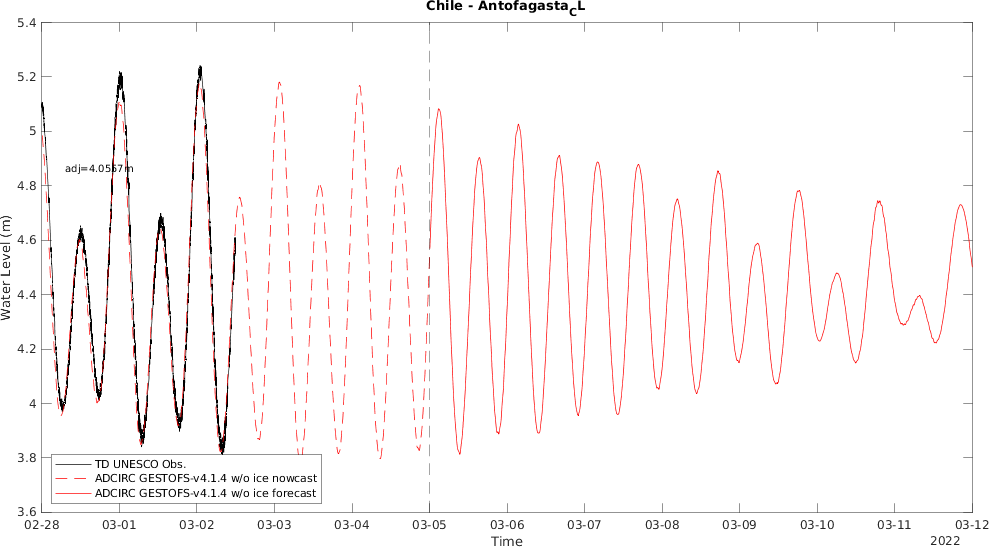 Chile - Antofagasta_CL
5.4
5.2
5
4.8
4.6
4.4
4.2
4
3.8
3.6
Water Level (m)
adj=4.0567m
TD UNESCO Obs.
ADCIRC GESTOFS-v4.1.4 w/o ice nowcast
ADCIRC GESTOFS-v4.1.4 w/o ice forecast
02-28 03-01 03-02 03-03 03-04 03-05 03-06 03-07 03-08 03-09 03-10 03-11 03-12
Time
2022